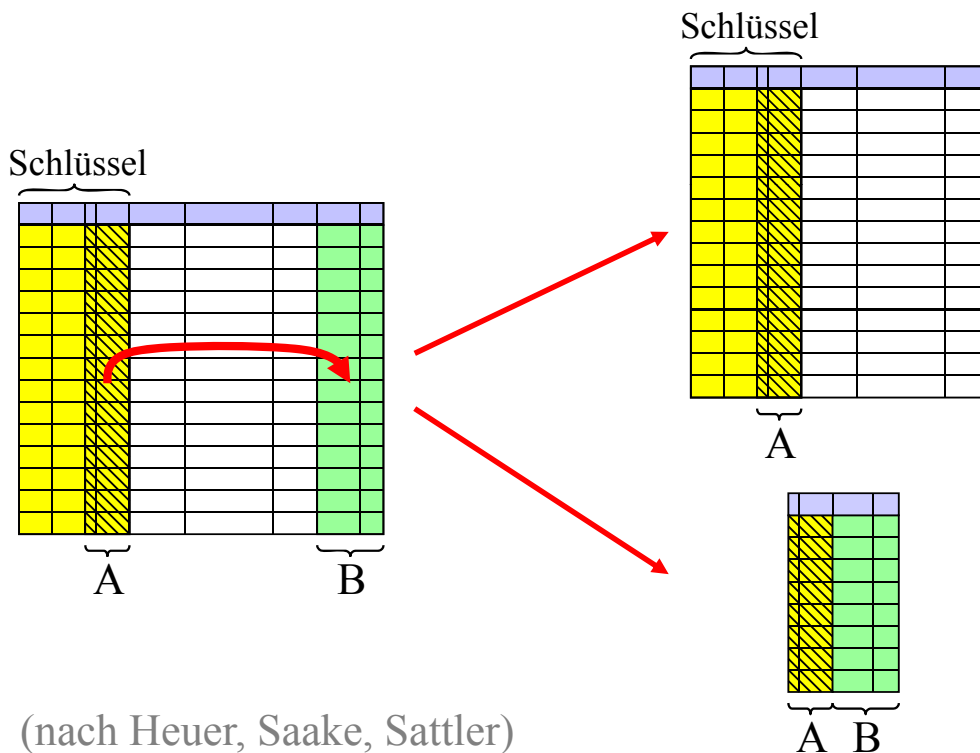 Schlüssel
A
B
Schlüssel
A
A B
(nach Heuer, Saake, Sattler)